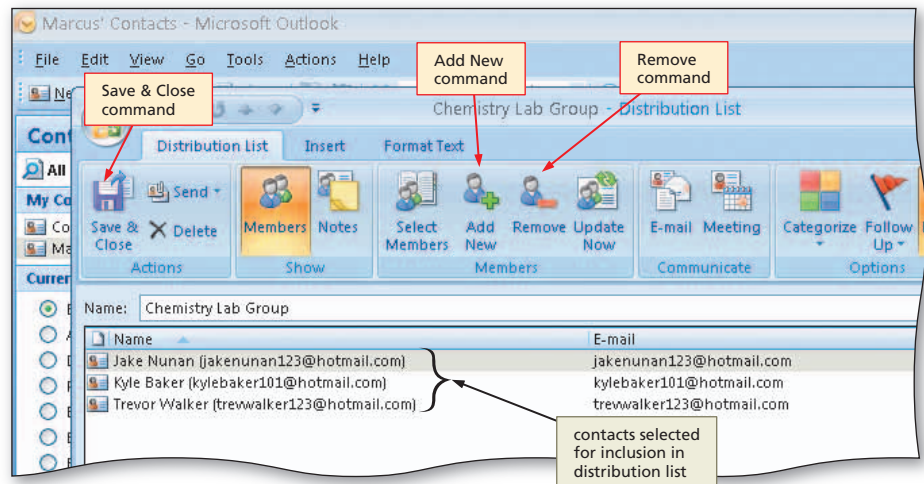 Marcus' Contacts - Microsoft Outlook
File Edit View Go Tools Actions Help
Add New
command
Remove
command
Save & Close
command
Chemistry Lab Group - Distribution List
Distribution List Insert Format Text
All
Save &
Close
Send
Delete
Members
Notes
Select
Members
Add
New
Remove
Update
Now
E-mail
Meeting
Categorize
Follow
Up
Actions
Show
Members
Communicate
Options
Name: Chemistry Lab Group
Name E-mail
Jake Nunan (jakenunan123@hotmail.com) jakenunan123@hotmail.com
Kyle Baker (kylebaker101@hotmail.com) kylebaker101@hotmail.com
Trevor Walker (trevwalker123@hotmail.com) trevwalker123@hotmail.com
contacts selected
for inclusion in
distribution list